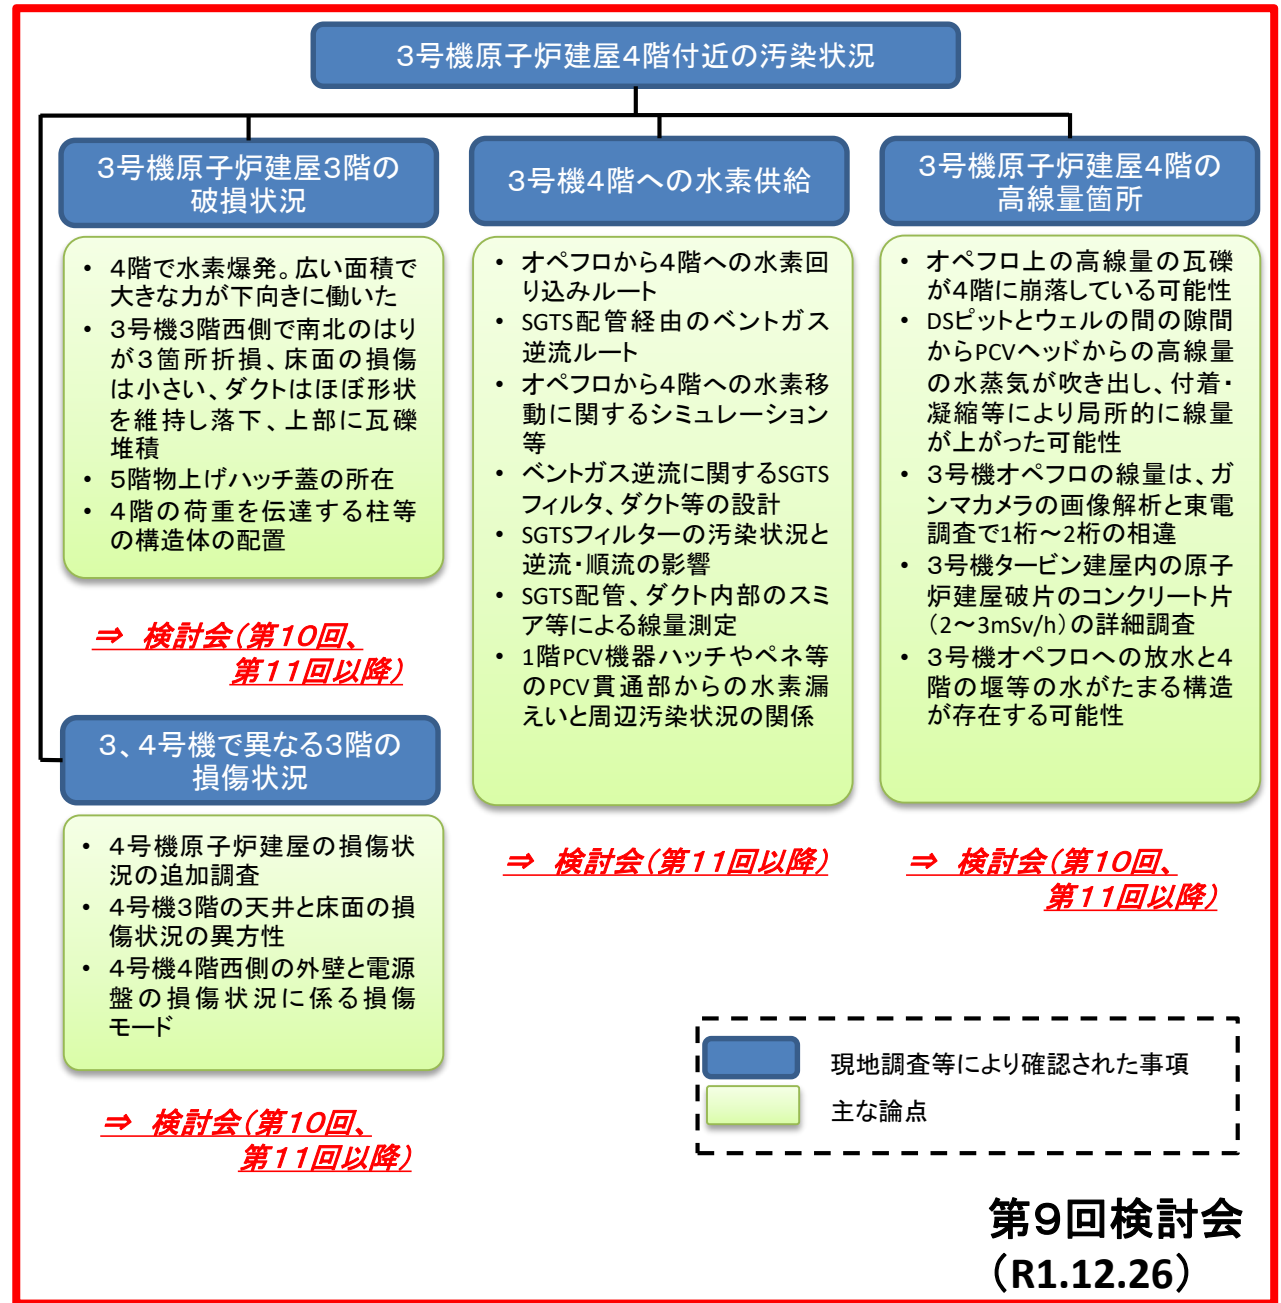 ３号機原子炉建屋４階付近の汚染状況
３号機原子炉建屋３階の
破損状況
• ４階で水素爆発。広い面積で
大きな力が下向きに働いた
• ３号機３階西側で南北のはり
が３箇所折損、床面の損傷
は小さい、ダクトはほぼ形状
を維持し落下、上部に瓦礫
堆積
• ５階物上げハッチ蓋の所在
• ４階の荷重を伝達する柱等
の構造体の配置
⇒ 検討会（第１０回、
第１１回以降）
３、４号機で異なる３階の
損傷状況
• ４号機原子炉建屋の損傷状
況の追加調査
• ４号機３階の天井と床面の損
傷状況の異方性
• ４号機４階西側の外壁と電源
盤の損傷状況に係る損傷
モード
⇒ 検討会（第１０回、
第１１回以降）
３号機４階への水素供給
• オペフロから４階への水素回
り込みルート
• SGTS配管経由のベントガス
逆流ルート
• オペフロから４階への水素移
動に関するシミュレーション
等
• ベントガス逆流に関するSGTS
フィルタ、ダクト等の設計
• SGTSフィルターの汚染状況と
逆流・順流の影響
• SGTS配管、ダクト内部のスミ
ア等による線量測定
• 1階PCV機器ハッチやペネ等
のPCV貫通部からの水素漏
えいと周辺汚染状況の関係
⇒ 検討会（第１１回以降）
３号機原子炉建屋４階の
高線量箇所
• オペフロ上の高線量の瓦礫
が４階に崩落している可能性
• DSピットとウェルの間の隙間
からPCVヘッドからの高線量
の水蒸気が吹き出し、付着・
凝縮等により局所的に線量
が上がった可能性
• ３号機オペフロの線量は、ガ
ンマカメラの画像解析と東電
調査で1桁～2桁の相違
• ３号機タービン建屋内の原子
炉建屋破片のコンクリート片
（2～3mSv/h）の詳細調査
• ３号機オペフロへの放水と４
階の堰等の水がたまる構造
が存在する可能性
⇒ 検討会（第１０回、
第１１回以降）
現地調査等により確認された事項
主な論点
第９回検討会
（R1.12.26）